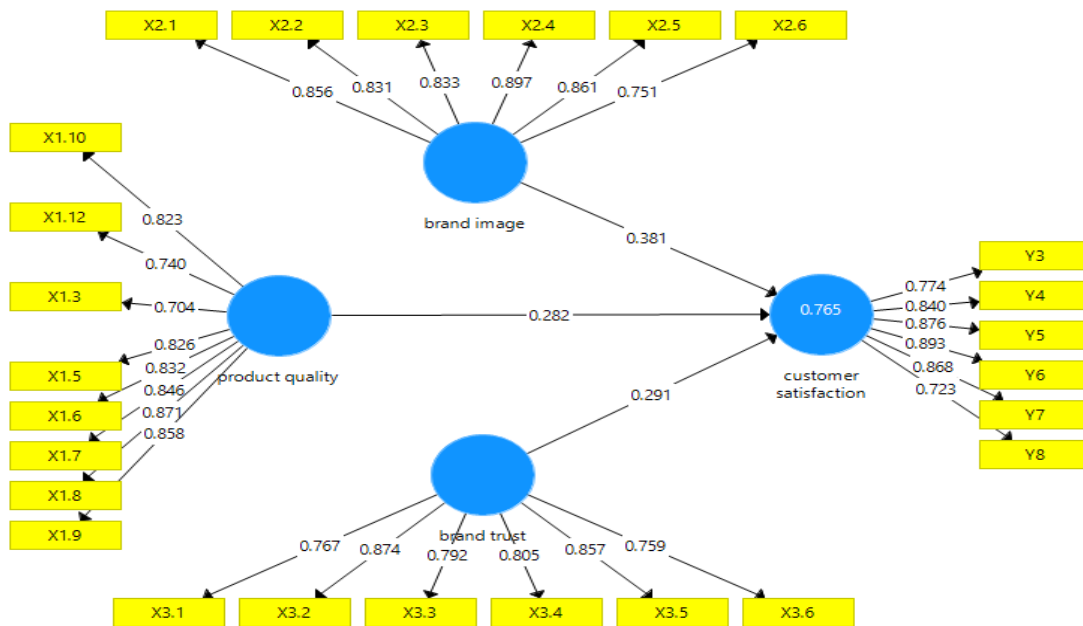 X2.1 X2.2 X2.3 X2.4 X2.5 X2.6
0.856 0.831 0.833 0.897 0.861 0.751
brand image
X1.10
X1.12
X1.3
X1.5
X1.6
X1.7
X1.8
X1.9
0.823
0.740
0.704
0.826
0.832
0.846
0.871
0.858
product quality
0.381
0.282
0.291
0.765
customer
satisfaction
0.774
0.840
0.876
0.893
0.868
0.723
Y3
Y4
Y5
Y6
Y7
Y8
brand trust
0.767 0.874 0.792 0.805 0.857 0.759
X3.1 X3.2 X3.3 X3.4 X3.5 X3.6